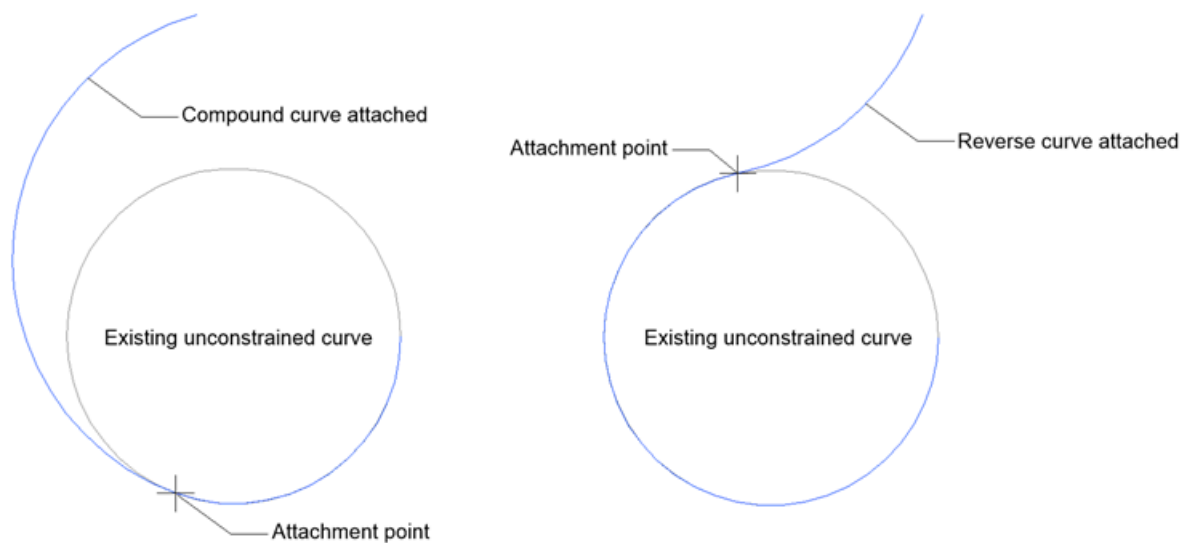 Compound curve attached
Existing unconstrained curve
Attachment point
Attachment point
Reverse curve attached
Existing unconstrained curve